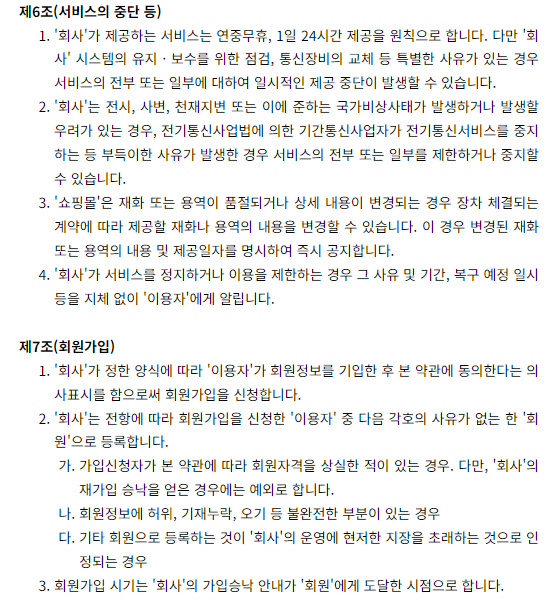 제6조(서비스의 중단 등)
1. '회사'가 제공하는 서비스는 연중무휴, 1일 24시간 제공을 원칙으로 합니다. 다만 '회
사' 시스템의 유지 · 보수를 위한 점검, 통신장비의 교체 등 특별한 사유가 있는 경우
서비스의 전부 또는 일부에 대하여 일시적인 제공 중단이 발생할 수 있습니다.
2. '회사'는 전시, 사변, 천재지변 또는 이에 준하는 국가비상사태가 발생하거나 발생할
우려가 있는 경우, 전기통신사업법에 의한 기간통신사업자가 전기통신서비스를 중지
하는 등 부득이한 사유가 발생한 경우 서비스의 전부 또는 일부를 제한하거나 중지할
수 있습니다.
3. '쇼핑몰'은 재화 또는 용역이 품절되거나 상세 내용이 변경되는 경우 장차 체결되는
계약에 따라 제공할 재화나 용역의 내용을 변경할 수 있습니다. 이 경우 변경된 재화
또는 용역의 내용 및 제공일자를 명시하여 즉시 공지합니다.
4. '회사'가 서비스를 정지하거나 이용을 제한하는 경우 그 사유 및 기간, 복구 예정 일시
등을 지체 없이 '이용자'에게 알립니다.
제7조(회원가입)
1. '회사'가 정한 양식에 따라 '이용자'가 회원정보를 기입한 후 본 약관에 동의한다는 의
사표시를 함으로써 회원가입을 신청합니다.
2. '회사'는 전항에 따라 회원가입을 신청한 '이용자' 중 다음 각호의 사유가 없는 한 '회
원'으로 등록합니다.
가. 가입신청자가 본 약관에 따라 회원자격을 상실한 적이 있는 경우. 다만, '회사'의
재가입 승낙을 얻은 경우에는 예외로 합니다.
나. 회원정보에 허위, 기재누락, 오기 등 불완전한 부분이 있는 경우
다. 기타 회원으로 등록하는 것이 '회사'의 운영에 현저한 지장을 초래하는 것으로 인
정되는 경우
3. 회원가입 시기는 '회사'의 가입승낙 안내가 '회원'에게 도달한 시점으로 합니다.